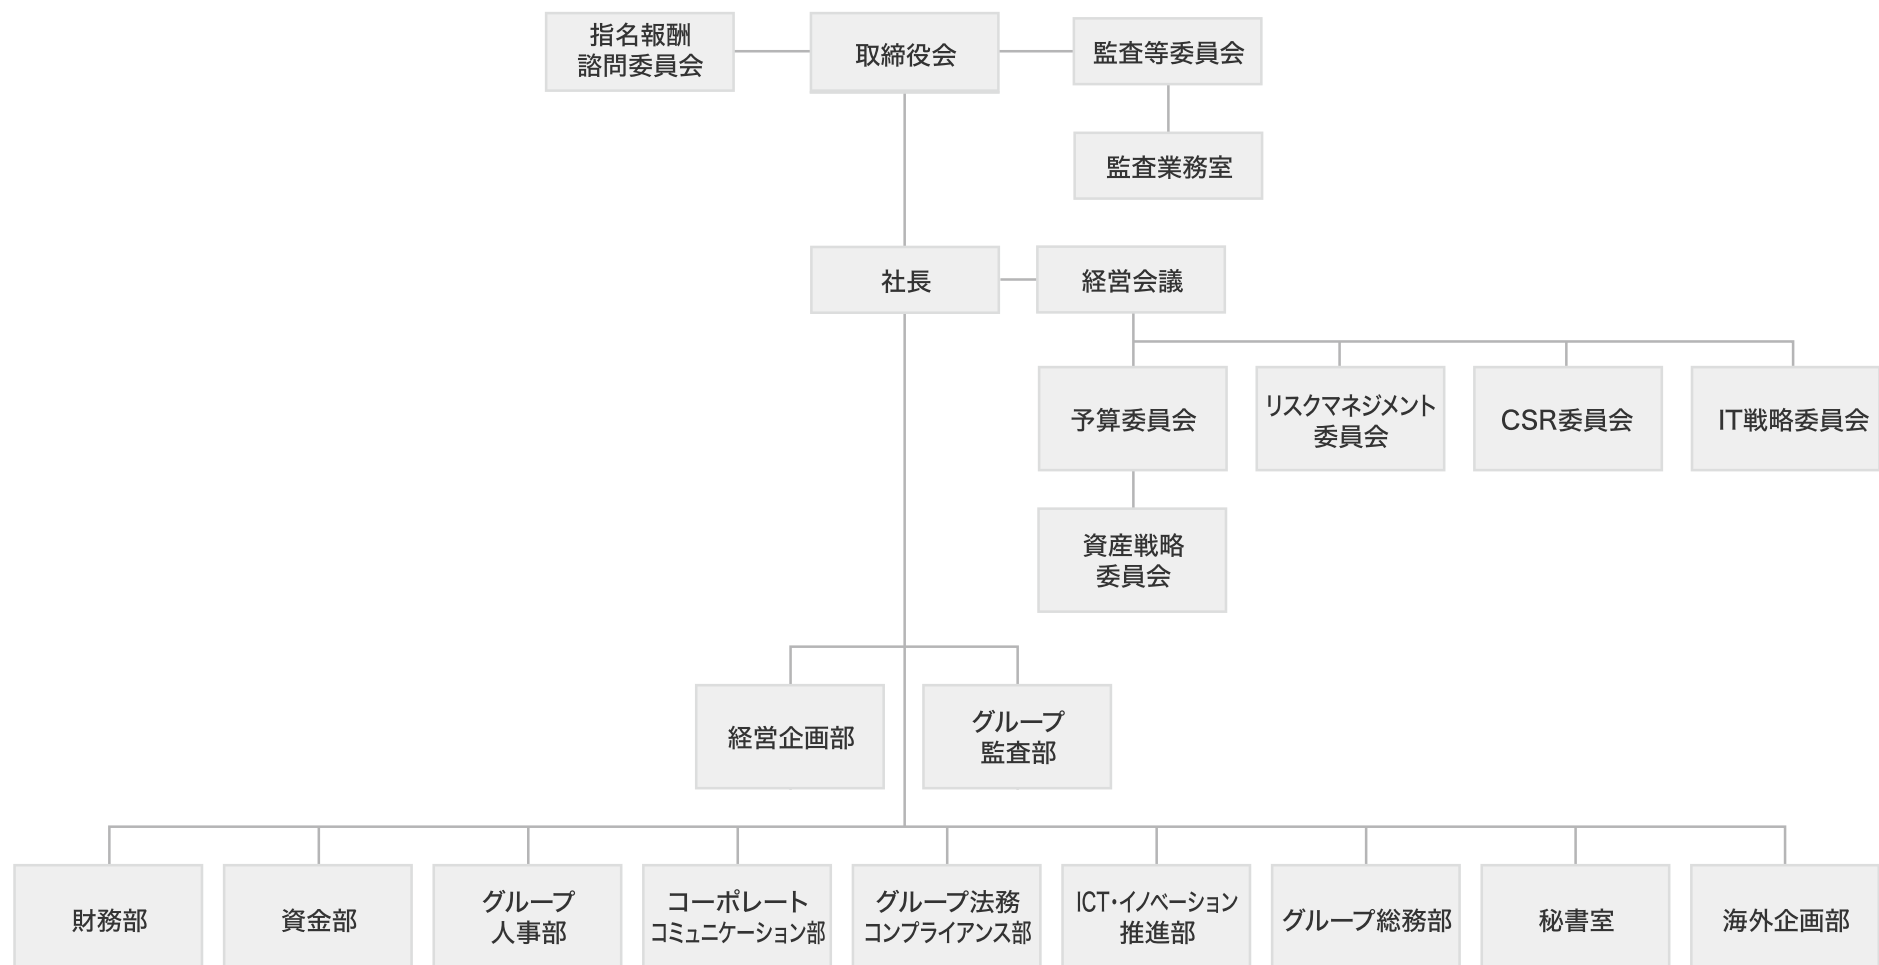 指名報酬
諮問委員会
取締役会
監査等委員会
監査業務室
社長
経営会議
予算委員会
リスクマネジメント
委員会
CSR委員会
IT戦略委員会
資産戦略
委員会
経営企画部
グループ
監査部
財務部
資金部
グループ
人事部
コーポレート
コミュニケーション部
グループ法務
コンプライアンス部
ICT・イノベーション
推進部
グループ総務部
秘書室
海外企画部